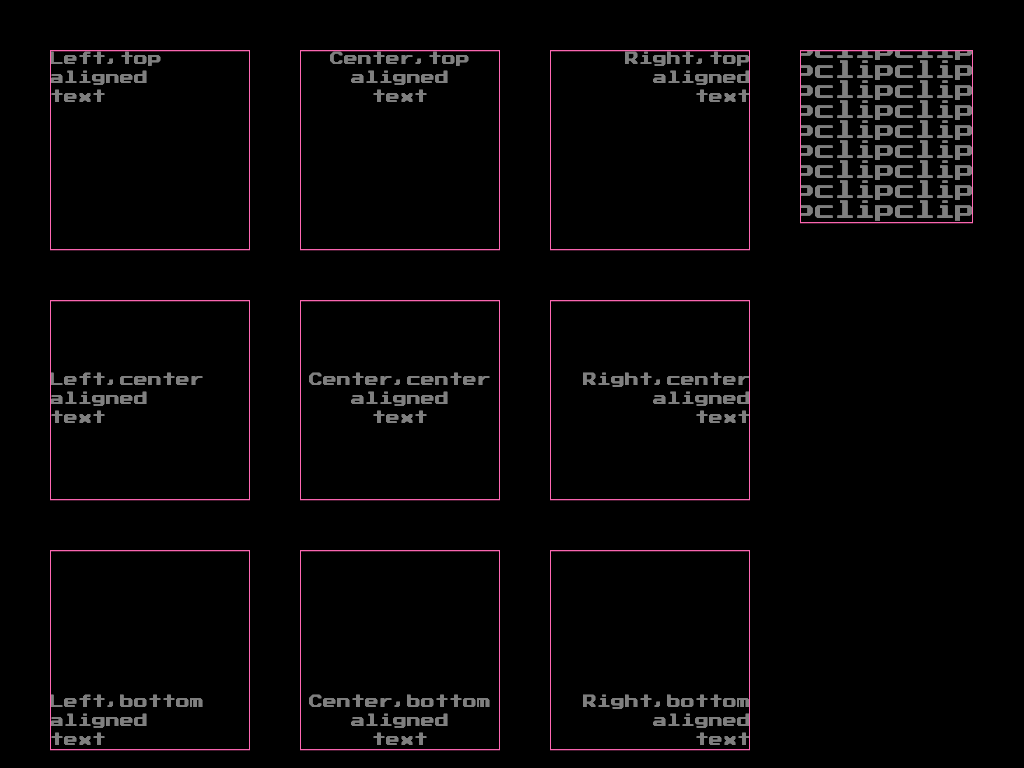 Left,top
aligned
text
Center,top
aligned
text
Right,top
aligned
text
pclipclip
pclipclip
pclipclip
pclipclip
pclipclip
pclipclip
pclipclip
pclipclip
pclipclip
Left,center
aligned
text
Center,center
aligned
text
Right,center
aligned
text
Left,bottom
aligned
text
Center,bottom
aligned
text
Right,bottom
aligned
text